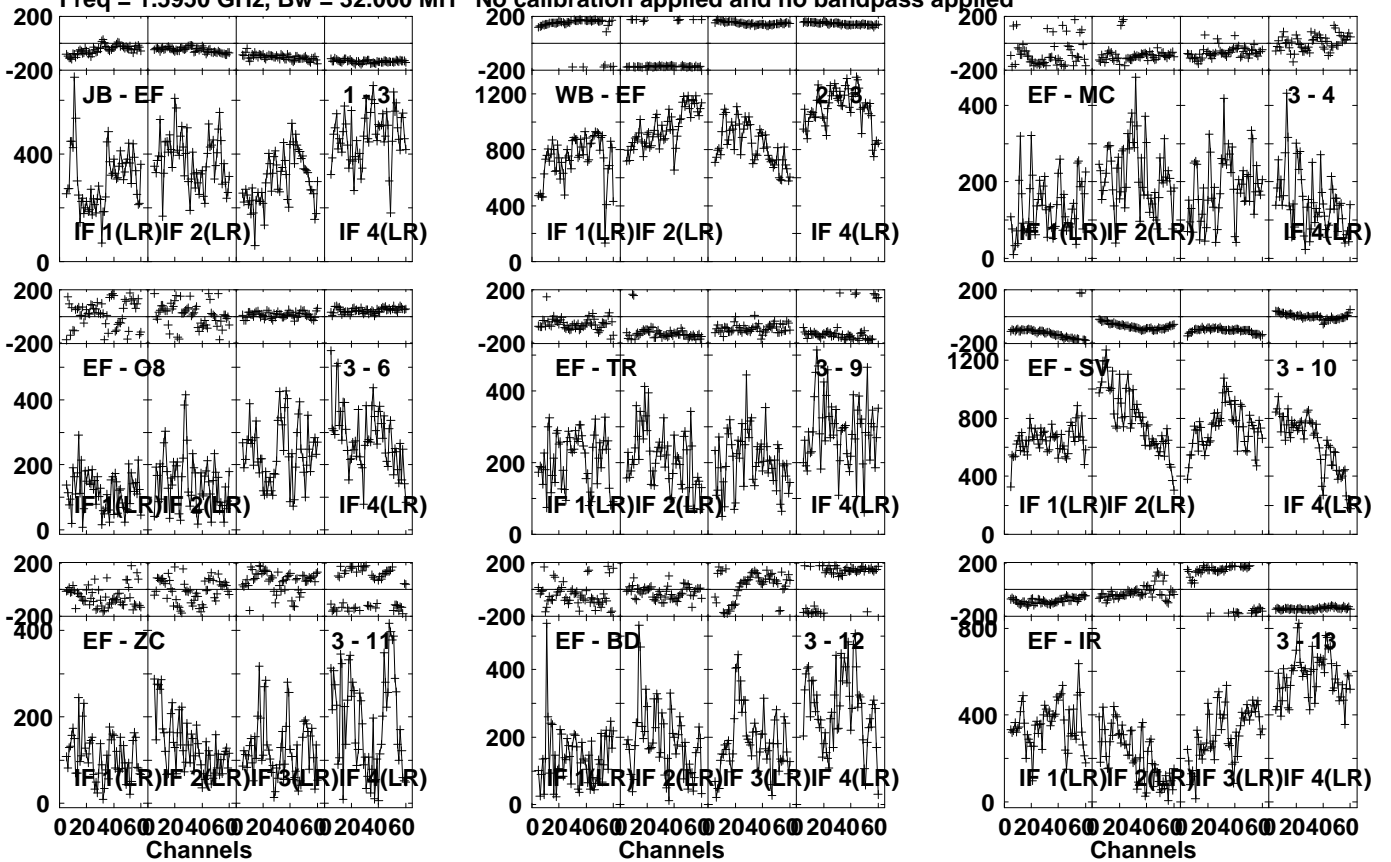 Freq = 1.5950 GHz, Bw = 32.000 MH No calibration applied and no bandpass applied
200
-200
JB - EF 1 - 3
400
0
IF 1(LR) IF 2(LR) IF 4(LR)
200
-200
WB - EF 2 - 3
1200
800
400
0
IF 1(LR) IF 2(LR) IF 4(LR)
200
-200
EF - MC 3 - 4
400
200
0
IF 1(LR) IF 2(LR) IF 4(LR)
200
-200
EF - O8 3 - 6
400
200
0
IF 1(LR) IF 2(LR) IF 4(LR)
200
-200
EF - TR 3 - 9
400
200
0
IF 1(LR) IF 2(LR) IF 4(LR)
200
-200
EF - SV 3 - 10
1200
800
400
0
IF 1(LR) IF 2(LR) IF 4(LR)
200
-200
EF - ZC 3 - 11
400
200
0
IF 1(LR) IF 2(LR) IF 3(LR) IF 4(LR)
0 20 40 60 0 20 40 60 0 20 40 60 0 20 40 60
Channels
200
-200
EF - BD 3 - 12
400
200
0
IF 1(LR) IF 2(LR) IF 3(LR) IF 4(LR)
0 20 40 60 0 20 40 60 0 20 40 60 0 20 40 60
Channels
200
-200
EF - IR 3 - 13
800
400
0
IF 1(LR) IF 2(LR) IF 3(LR) IF 4(LR)
0 20 40 60 0 20 40 60 0 20 40 60 0 20 40 60
Channels